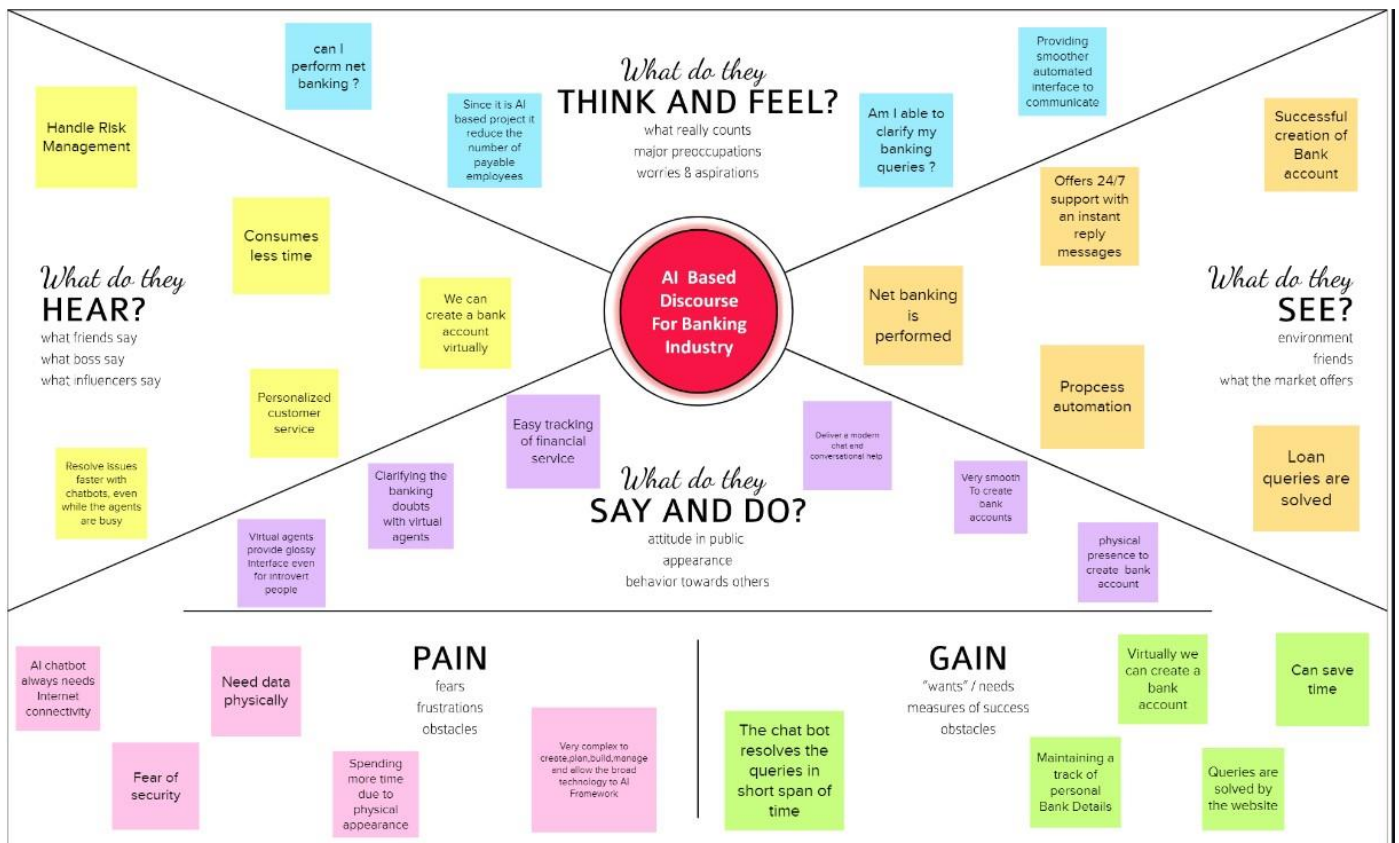 What do they
THINK AND FEEL?
what really counts
major preoccupations
worries & aspirations
can I
perform net
banking ?
Since it is AI
based project it
reduce the
number of
payable
employees
Am I able to
clarify my
banking
queries ?
Providing
smoother
automated
interface to
communicate
What do they
HEAR?
what friends say
what boss say
what influencers say
Handle Risk
Management
Consumes
less time
We can
create a bank
account
virtually
Personalized
customer
service
Resolve issues
faster with
chatbots, even
while the agents
are busy
AI Based
Discourse
For Banking
Industry
What do they
SEE?
environment
friends
what the market offers
Successful
creation of
Bank
account
Offers 24/7
support with
an instant
reply
messages
Net banking
is
performed
Propcess
automation
Loan
queries are
solved
What do they
SAY AND DO?
attitude in public
appearance
behavior towards others
Easy tracking
of financial
service
Clarifying the
banking
doubts
with virtual
agents
Virtual agents
provide glossy
Interface even
for introvert
people
Deliver a modern
chat and
conversational help
Very smooth
To create
bank
accounts
physical
presence to
create bank
account
PAIN
fears
frustrations
obstacles
AI chatbot
always needs
Internet
connectivity
Need data
physically
Fear of
security
Spending
more time
due to
physical
appearance
Very complex to
create,plan,build,manage
and allow the broad
technology to AI
Framework
GAIN
"wants" / needs
measures of success
obstacles
The chat bot
resolves the
queries in
short span of
time
Virtually we
can create a
bank
account
Can save
time
Maintaining a
track of
personal
Bank Details
Queries are
solved by
the website